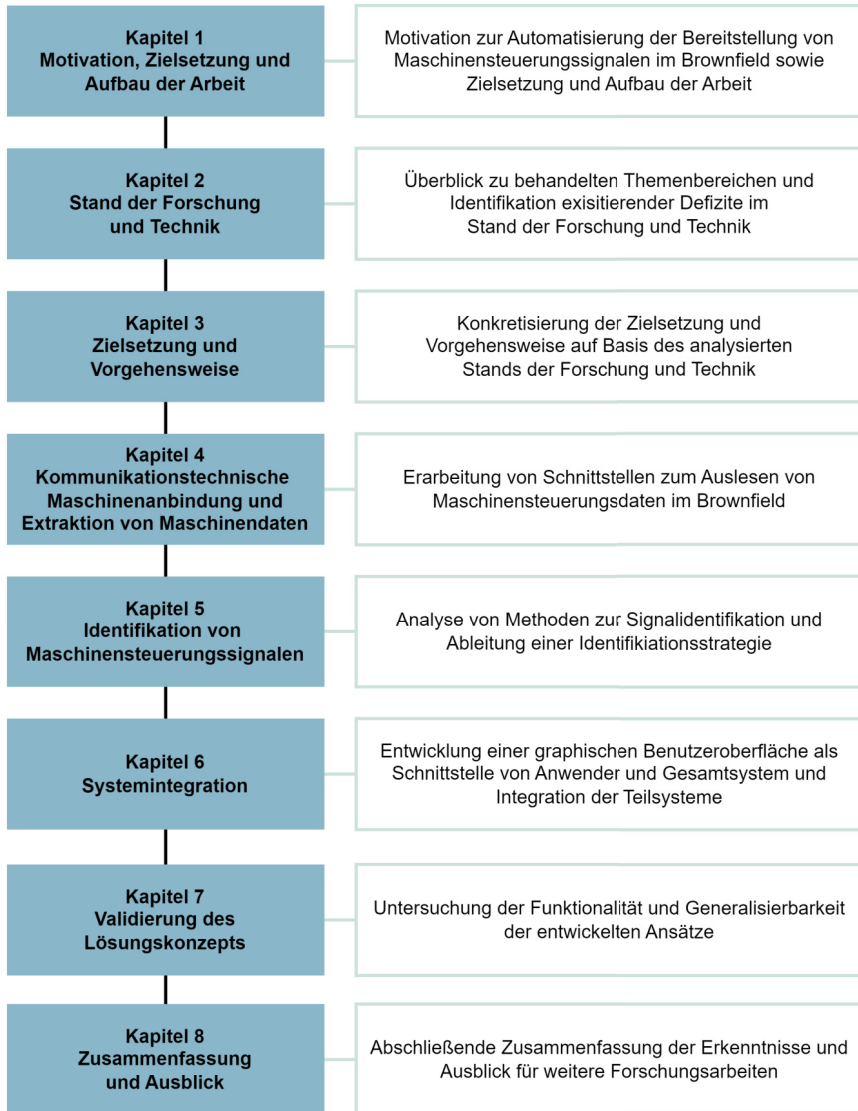 Kapitel 1
Motivation, Zielsetzung und
Aufbau der Arbeit
Motivation zur Automatisierung der Bereitstellung von
Maschinensteuerungssignalen im Brownfield sowie
Zielsetzung und Aufbau der Arbeit
Kapitel 2
Stand der Forschung
und Technik
Überblick zu behandelten Themenbereichen und
Identifikation exisitierender Defizite im
Stand der Forschung und Technik
Kapitel 3
Zielsetzung und
Vorgehensweise
Konkretisierung der Zielsetzung und
Vorgehensweise auf Basis des analysierten
Stands der Forschung und Technik
Kapitel 4
Kommunikationstechnische
Maschinenanbindung und
Extraktion von Maschinendaten
Erarbeitung von Schnittstellen zum Auslesen von
Maschinensteuerungsdaten im Brownfield
Kapitel 5
Identifikation von
Maschinensteuerungssignalen
Analyse von Methoden zur Signalidentifikation und
Ableitung einer Identifikiationsstrategie
Kapitel 6
Systemintegration
Entwicklung einer graphischen Benutzeroberfläche als
Schnittstelle von Anwender und Gesamtsystem und
Integration der Teilsysteme
Kapitel 7
Validierung des
Lösungskonzepts
Untersuchung der Funktionalität und Generalisierbarkeit
der entwickelten Ansätze
Kapitel 8
Zusammenfassung
und Ausblick
Abschließende Zusammenfassung der Erkenntnisse und
Ausblick für weitere Forschungsarbeiten